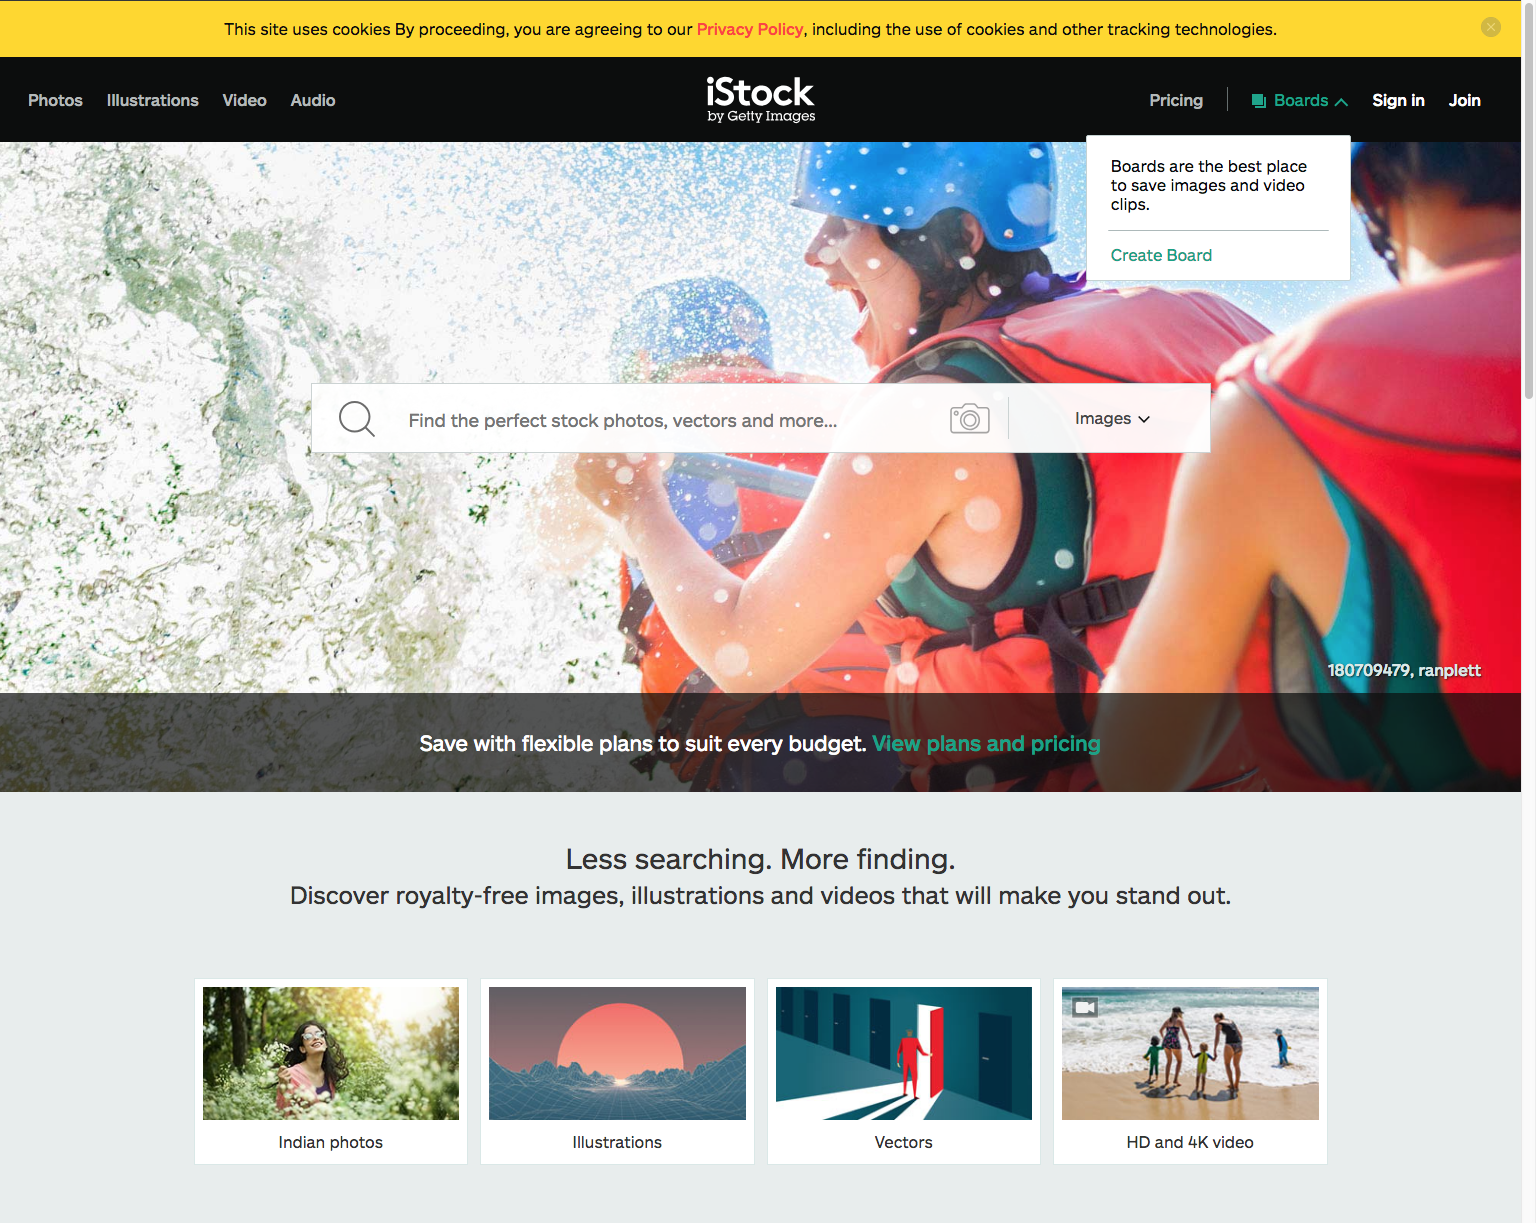 This site uses cookies By proceeding, you are agreeing to our Privacy Policy, including the use of cookies and other tracking technologies.
Photos Illustrations Video Audio
iStock
by Getty Images
Pricing Boards Sign in Join
Boards are the best place
to save images and video
clips.
Create Board
Find the perfect stock photos, vectors and more...
Images
180709479, ranplett
Save with flexible plans to suit every budget. View plans and pricing
Less searching. More finding.
Discover royalty-free images, illustrations and videos that will make you stand out.
Indian photos
Illustrations
Vectors
HD and 4K video